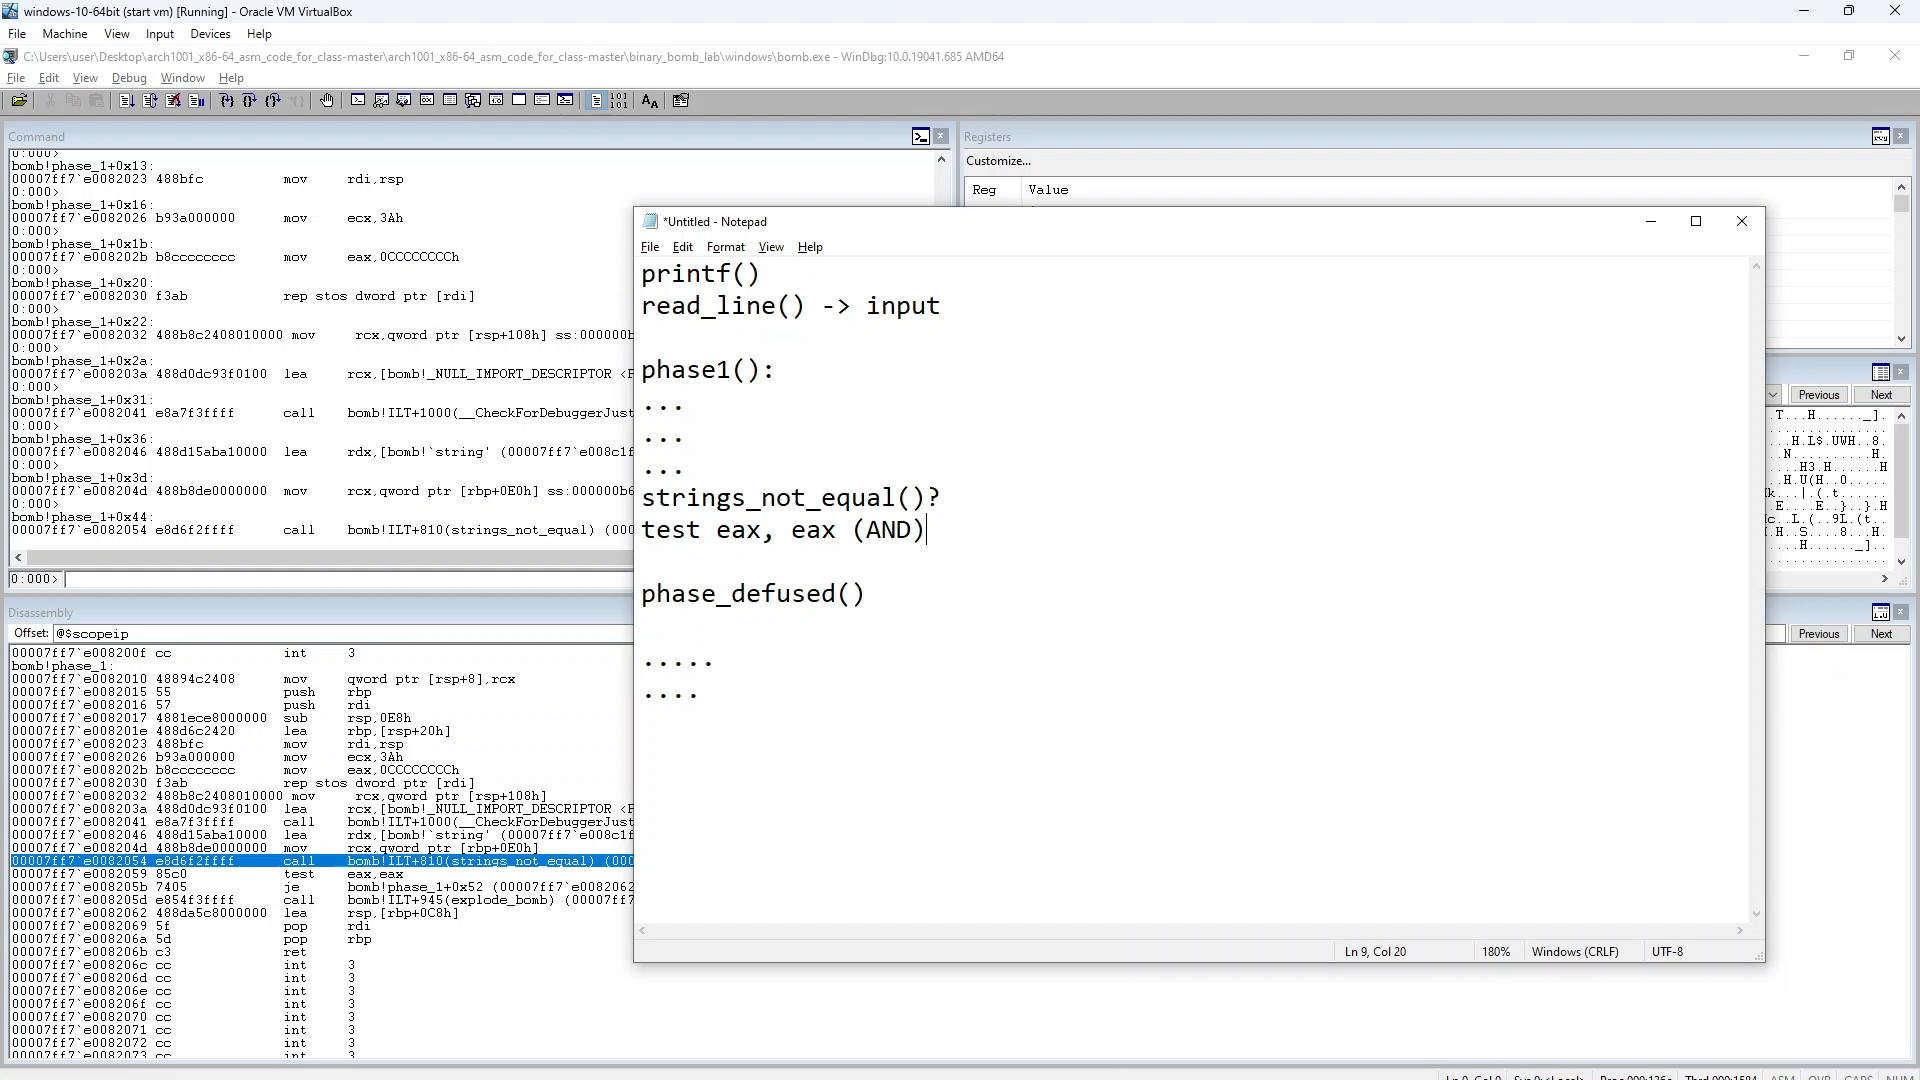 windows-10-64bit (start vm) [Running] - Oracle VM VirtualBox
File Machine View Input Devices Help
C:\Users\user\Desktop\arch1001_x86-64_asm_code_for_class-master\arch1001_x86-64_asm_code_for_class-master\binary_bomb_lab\windows\bomb.exe - WinDbg:10.0.19041.685 AMD64
File Edit View Debug Window Help
Command
0:000>
bomb!phase_1+0x13:
00007ff7`e0082023 488bfc mov rdi,rsp
0:000>
bomb!phase_1+0x16:
00007ff7`e0082026 b93a000000 mov ecx,3Ah
0:000>
bomb!phase_1+0x1b:
00007ff7`e008202b b8cccccccc mov eax,0CCCCCCCCh
0:000>
bomb!phase_1+0x20:
00007ff7`e0082030 f3ab rep stos dword ptr [rdi]
0:000>
bomb!phase_1+0x22:
00007ff7`e0082032 488b8c2408010000 mov rcx,qword ptr [rsp+108h] ss:000000b
0:000>
bomb!phase_1+0x2a:
00007ff7`e008203a 488d0dc93f0100 lea rcx,[bomb!_NULL_IMPORT_DESCRIPTOR <F
0:000>
bomb!phase_1+0x31:
00007ff7`e0082041 e8a7f3ffff call bomb!ILT+1000(__CheckForDebuggerJust
0:000>
bomb!phase_1+0x36:
00007ff7`e0082046 488d15aba10000 lea rdx,[bomb!`string' (00007ff7`e008c1f
0:000>
bomb!phase_1+0x3d:
00007ff7`e008204d 488b8de0000000 mov rcx,qword ptr [rbp+0E0h] ss:000000b6
0:000>
bomb!phase_1+0x44:
00007ff7`e0082054 e8d6f2ffff call bomb!ILT+810(strings_not_equal) (000
0:000>
Registers
Customize...
Reg Value
*Untitled - Notepad
File Edit Format View Help
printf()
read_line() -> input
phase1():
...
...
...
strings_not_equal()?
test eax, eax (AND)
phase_defused()
.....
....
Ln 9, Col 20 180% Windows (CRLF) UTF-8
Previous Next
Previous Next
Disassembly
Offset: @$scopeip
00007ff7`e008200f cc int 3
bomb!phase_1:
00007ff7`e0082010 48894c2408 mov qword ptr [rsp+8],rcx
00007ff7`e0082015 55 push rbp
00007ff7`e0082016 57 push rdi
00007ff7`e0082017 4881ece8000000 sub rsp,0E8h
00007ff7`e008201e 488d6c2420 lea rbp,[rsp+20h]
00007ff7`e0082023 488bfc mov rdi,rsp
00007ff7`e0082026 b93a000000 mov ecx,3Ah
00007ff7`e008202b b8cccccccc mov eax,0CCCCCCCCh
00007ff7`e0082030 f3ab rep stos dword ptr [rdi]
00007ff7`e0082032 488b8c2408010000 mov rcx,qword ptr [rsp+108h]
00007ff7`e008203a 488d0dc93f0100 lea rcx,[bomb!_NULL_IMPORT_DESCRIPTOR <F
00007ff7`e0082041 e8a7f3ffff call bomb!ILT+1000(__CheckForDebuggerJust
00007ff7`e0082046 488d15aba10000 lea rdx,[bomb!`string' (00007ff7`e008c1f
00007ff7`e008204d 488b8de0000000 mov rcx,qword ptr [rbp+0E0h]
00007ff7`e0082054 e8d6f2ffff call bomb!ILT+810(strings_not_equal) (000
00007ff7`e0082059 85c0 test eax,eax
00007ff7`e008205b 7405 je bomb!phase_1+0x52 (00007ff7`e0082062
00007ff7`e008205d e854f3ffff call bomb!ILT+945(explode_bomb) (00007ff7
00007ff7`e0082062 488da5c8000000 lea rsp,[rbp+0C8h]
00007ff7`e0082069 5f pop rdi
00007ff7`e008206a 5d pop rbp
00007ff7`e008206b c3 ret
00007ff7`e008206c cc int 3
00007ff7`e008206d cc int 3
00007ff7`e008206e cc int 3
00007ff7`e008206f cc int 3
00007ff7`e0082070 cc int 3
00007ff7`e0082071 cc int 3
00007ff7`e0082072 cc int 3
00007ff7`e0082073 cc int 3